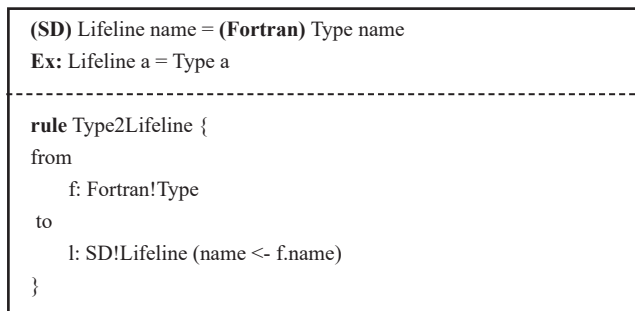 (SD) Lifeline name = (Fortran) Type name
Ex: Lifeline a = Type a
rule Type2Lifeline {
from
f: Fortran!Type
to
l: SD!Lifeline (name <- f.name)
}